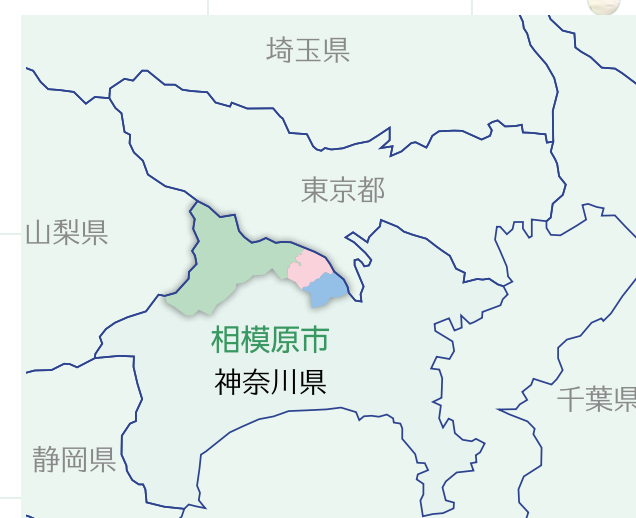 埼玉県
東京都
山梨県
相模原市
神奈川県
千葉県
静岡県